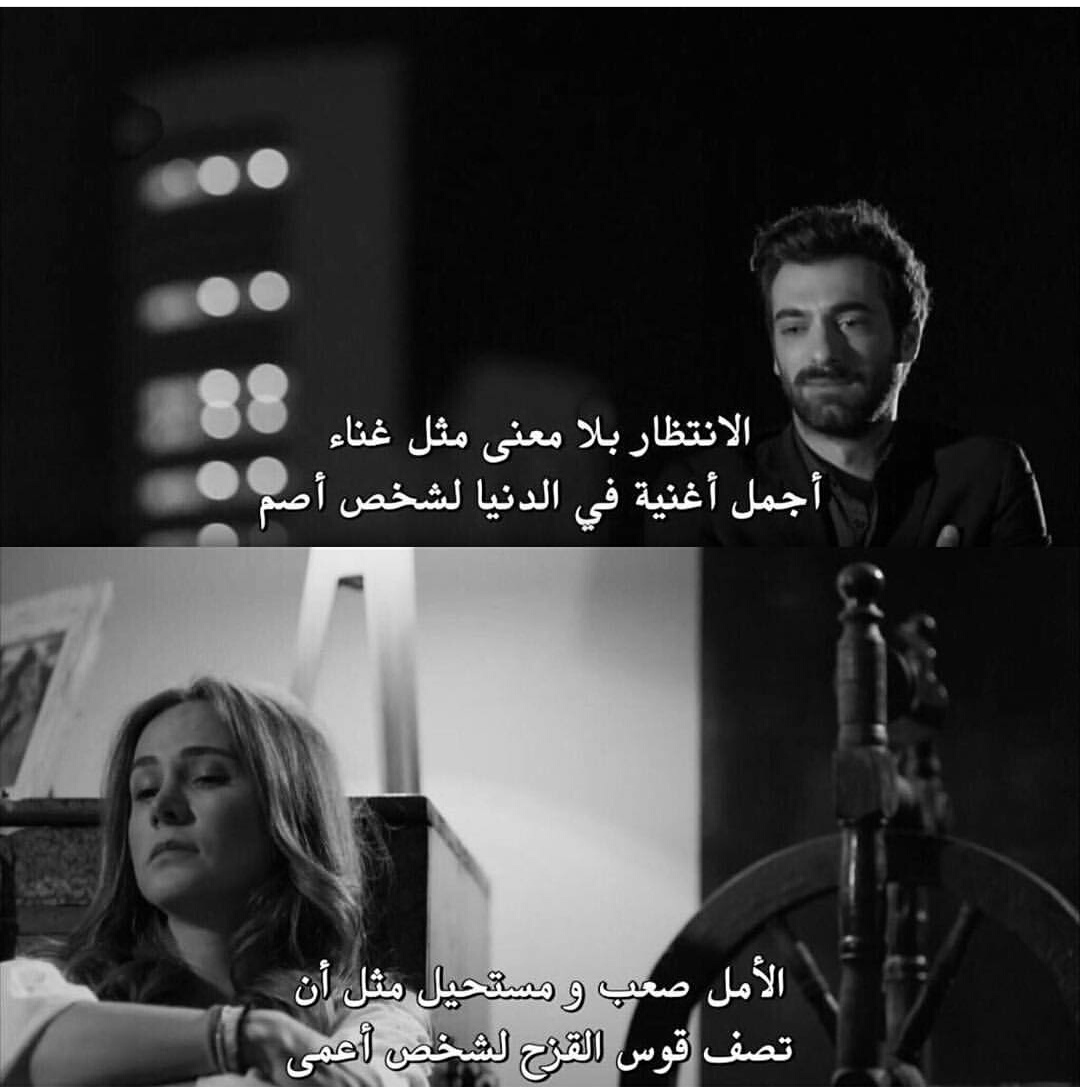 الانتظار بلا معنى مثل غناء
أجمل أغنية في الدنيا لشخص أصم
الأمل صعب و مستحيل مثل أن
تصف قوس القزح لشخص أعمى